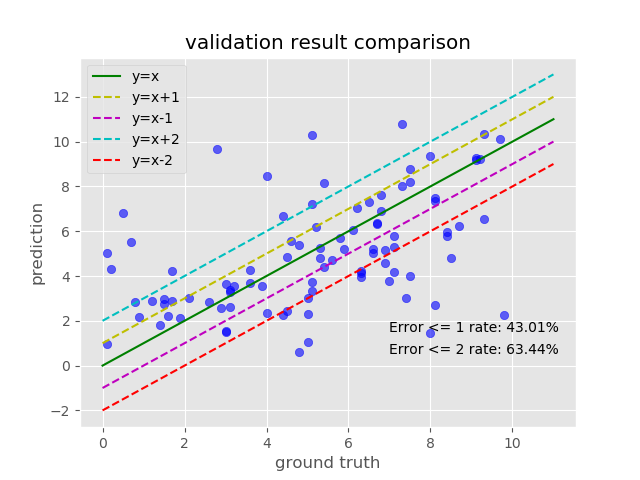 validation result comparison
y=x
y=x+1
y=x-1
y=x+2
y=x-2
12
10
8
6
4
2
0
−2
prediction
Error <= 1 rate: 43.01%
Error <= 2 rate: 63.44%
0 2 4 6 8 10
ground truth